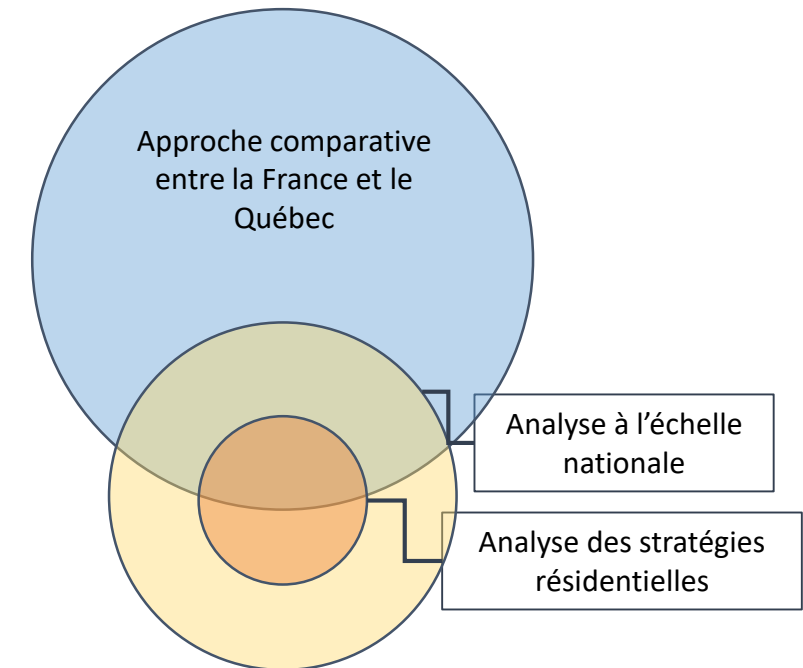 Approche comparative
entre la France et le
Québec
Analyse à l’échelle
nationale
Analyse des stratégies
résidentielles